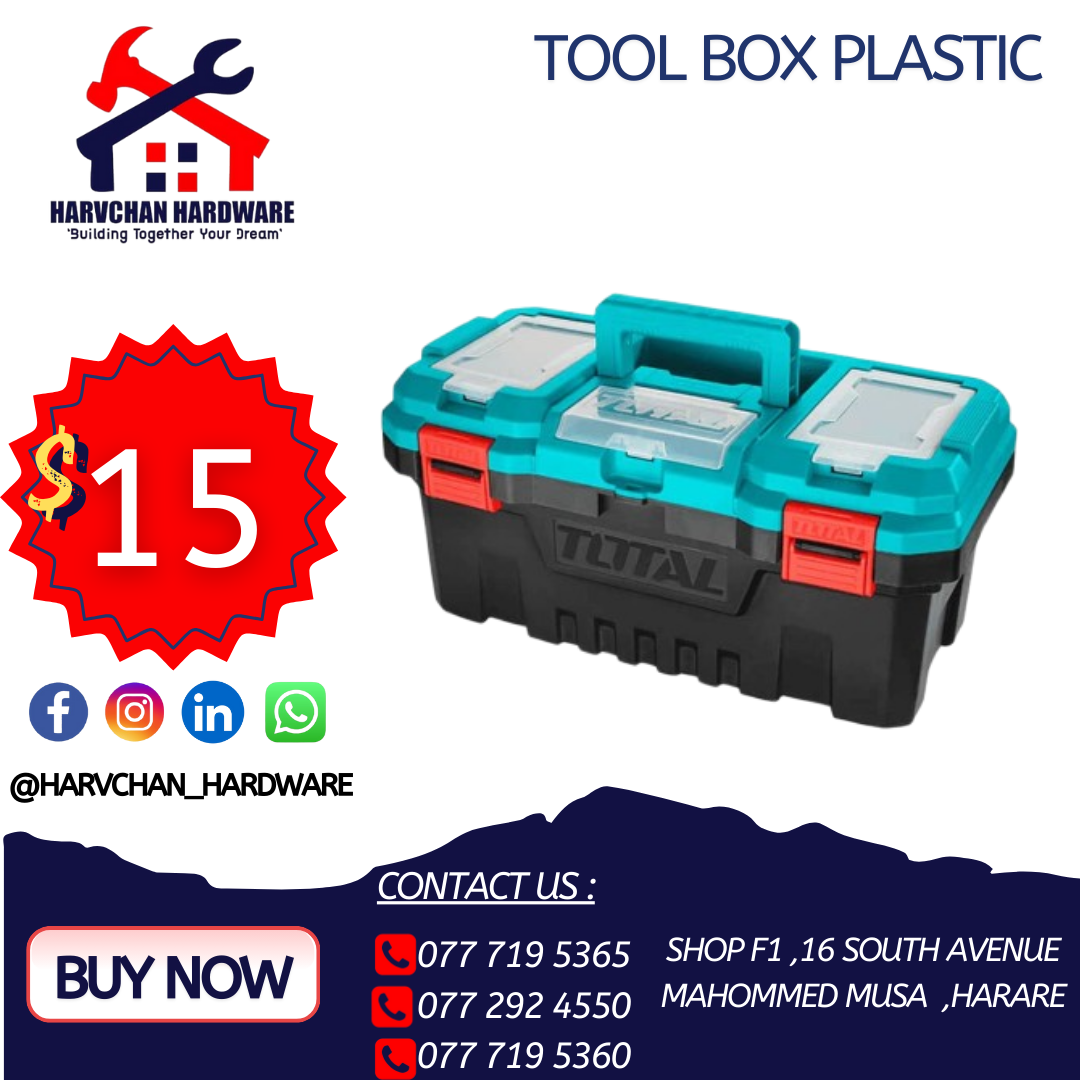 TOOL BOX PLASTIC
HARVCHAN HARDWARE
'Building Together Your Dream'
$15
TOTAL
TOTAL
TOTAL
@HARVCHAN_HARDWARE
CONTACT US :
BUY NOW
077 719 5365
077 292 4550
077 719 5360
SHOP F1 ,16 SOUTH AVENUE
MAHOMMED MUSA ,HARARE